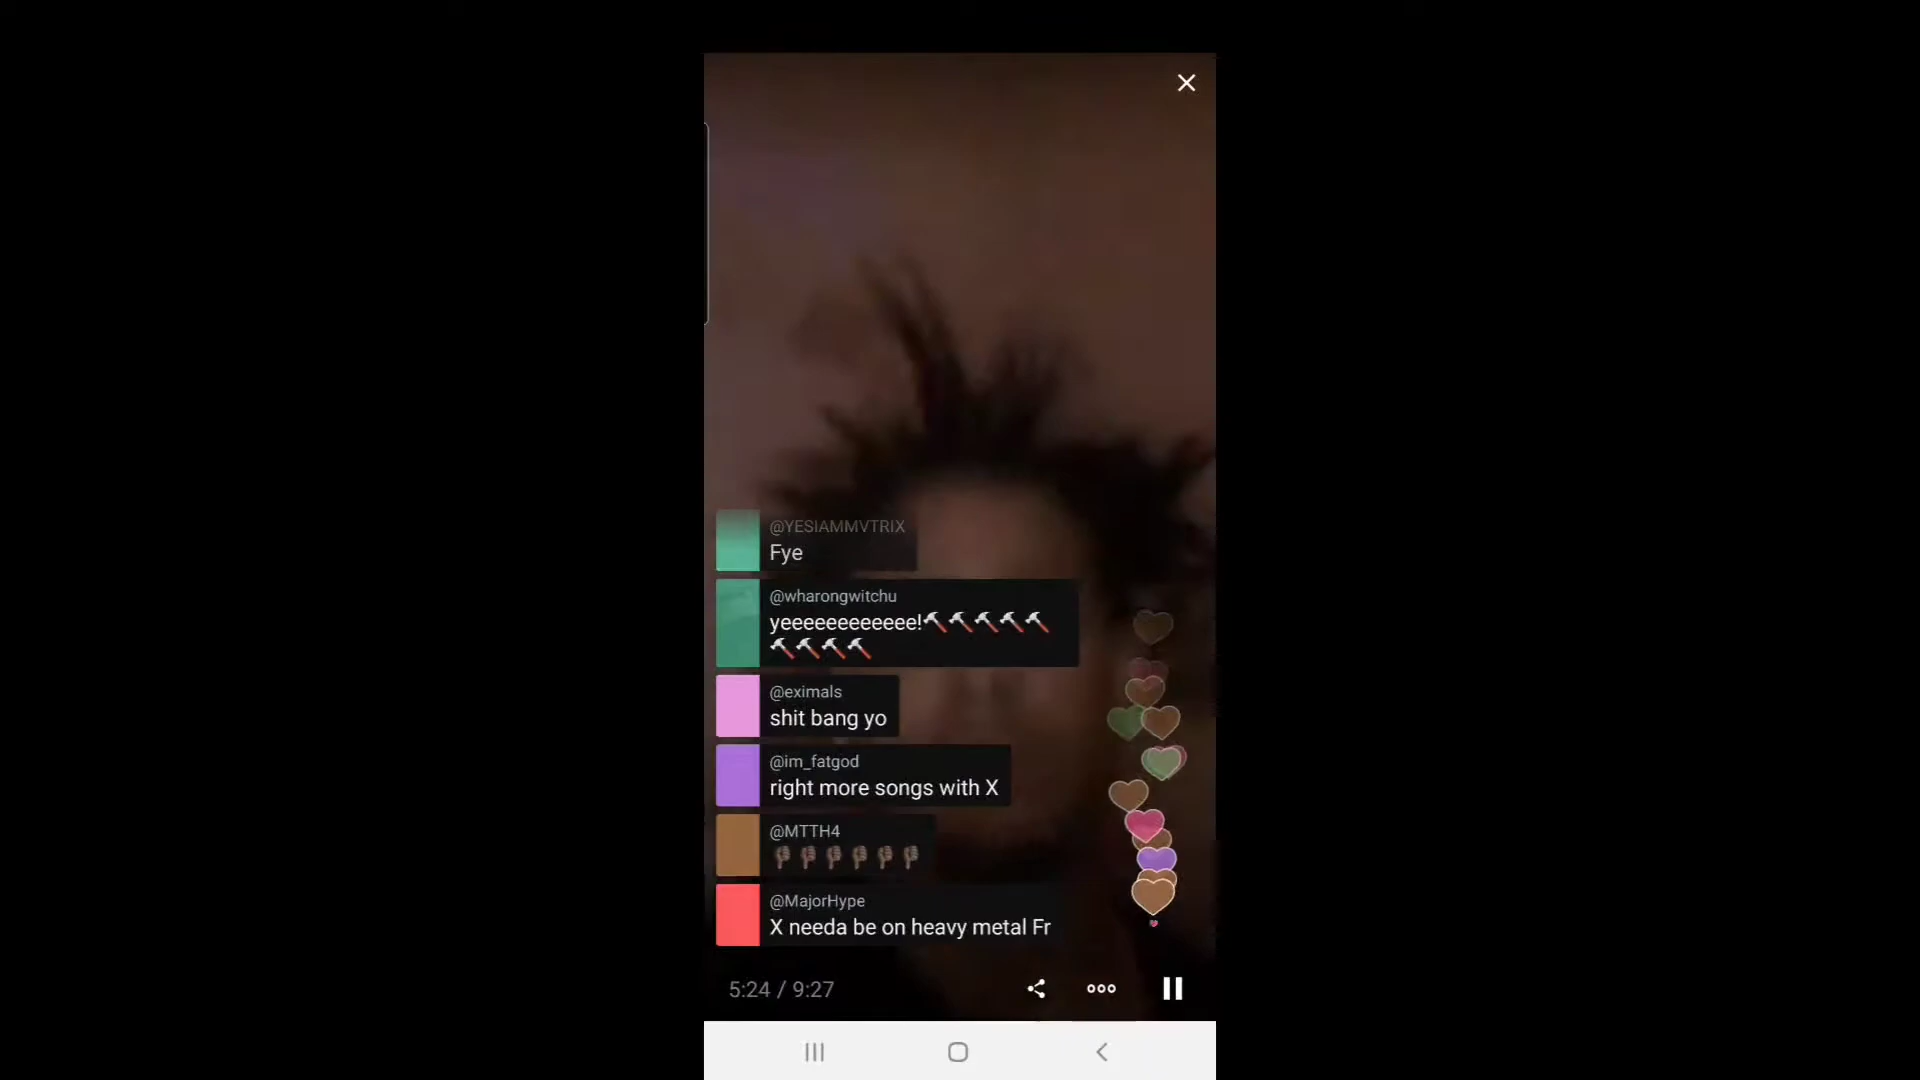 @YESIAMMVTRIX
Fye
@wharongwitchu
yeeeeeeeeeeee!🔨🔨🔨🔨🔨
🔨🔨🔨🔨
@eximals
shit bang yo
@im_fatgod
right more songs with X
@MTTH4
👎🏿👎🏿👎🏿👎🏿👎🏿👎🏿
@MajorHype
X needa be on heavy metal Fr
5:24 / 9:27